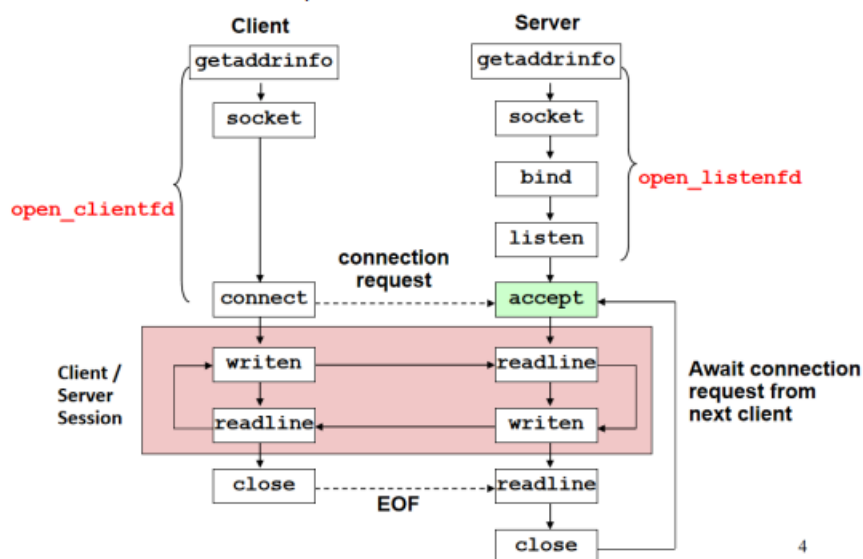 Client
Server
getaddrinfo
getaddrinfo
socket
socket
bind
open_listenfd
open_clientfd
listen
connection
request
connect
accept
Client /
Server
Session
writen
readline
Await connection
request from
next client
readline
writen
close
EOF
readline
close
4